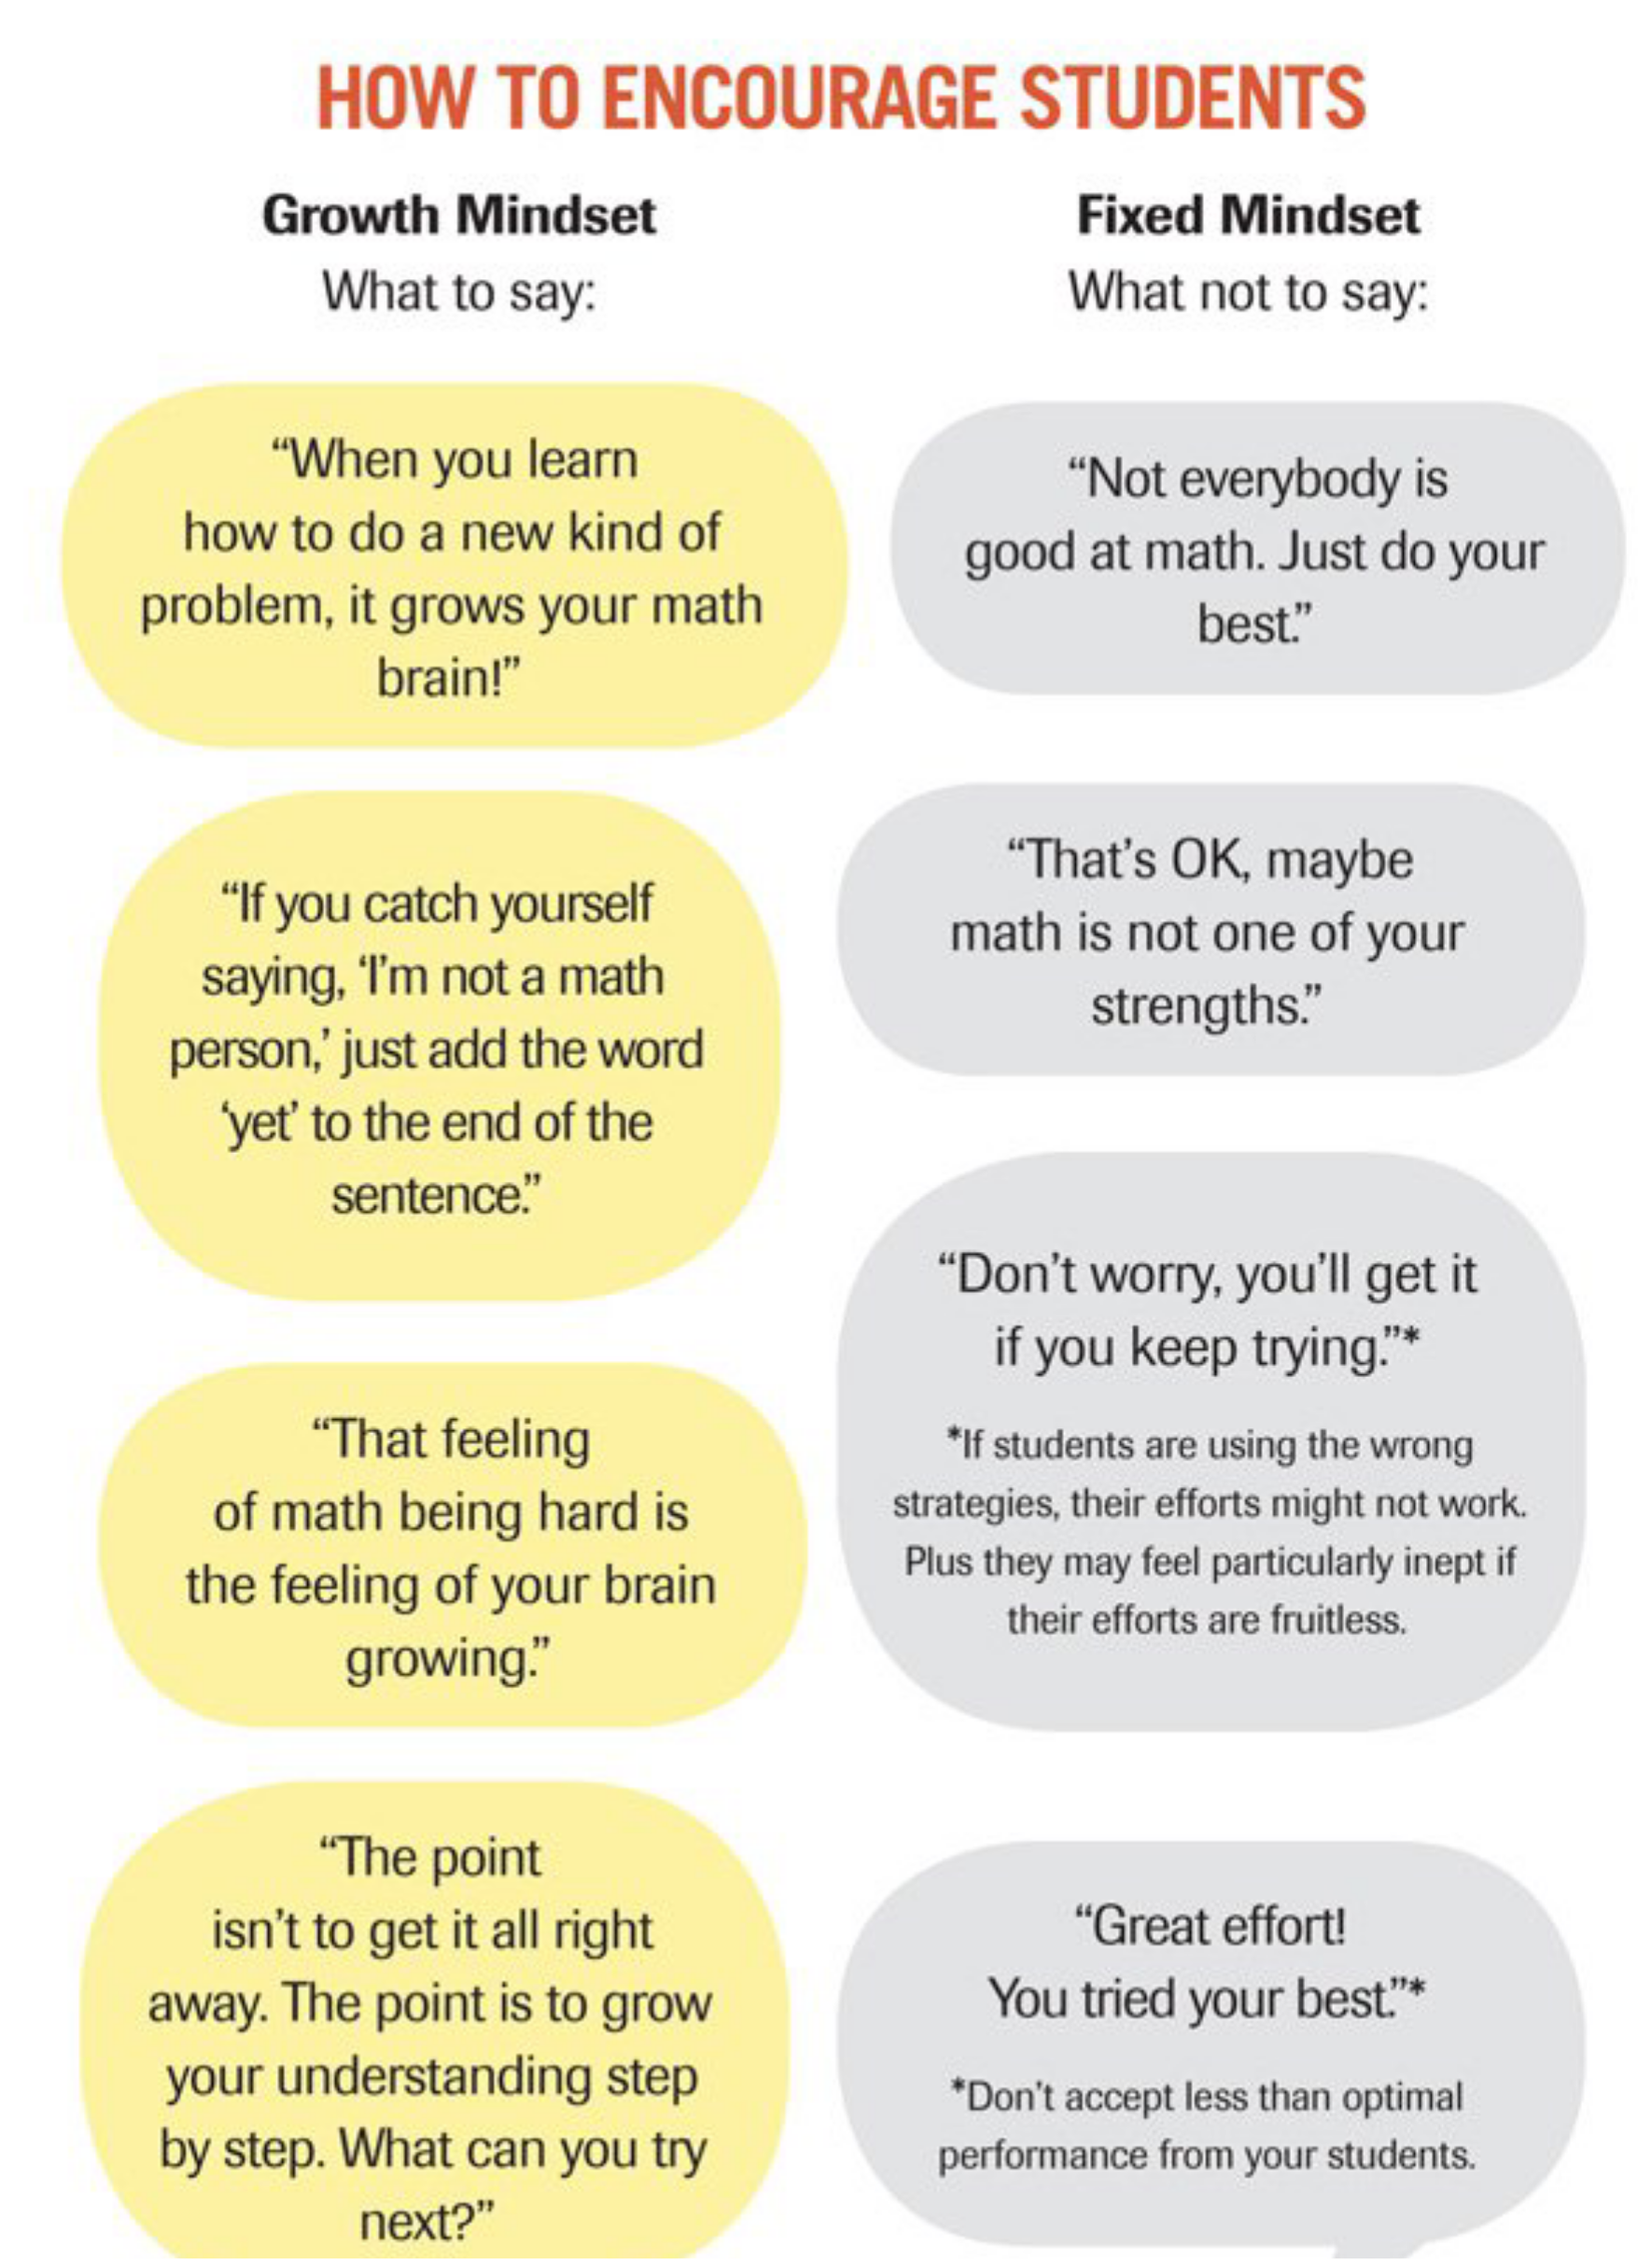 HOW TO ENCOURAGE STUDENTS
Growth Mindset
What to say:
“When you learn
how to do a new kind of
problem, it grows your math
brain!”
“If you catch yourself
saying, ‘I’m not a math
person,’ just add the word
‘yet’ to the end of the
sentence.”
“That feeling
of math being hard is
the feeling of your brain
growing.”
“The point
isn’t to get it all right
away. The point is to grow
your understanding step
by step. What can you try
next?”
Fixed Mindset
What not to say:
“Not everybody is
good at math. Just do your
best.”
“That’s OK, maybe
math is not one of your
strengths.”
“Don’t worry, you’ll get it
if you keep trying.”*
*If students are using the wrong
strategies, their efforts might not work.
Plus they may feel particularly inept if
their efforts are fruitless.
“Great effort!
You tried your best.”*
*Don’t accept less than optimal
performance from your students.